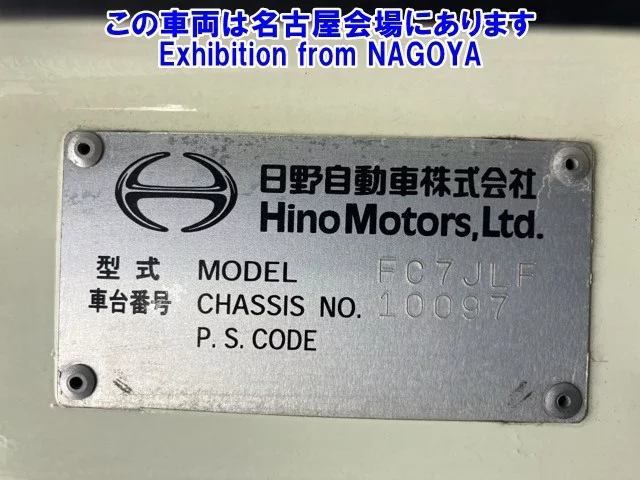 この車両は名古屋会場にあります
Exhibition from NAGOYA
日野自動車株式会社
Hino Motors, Ltd.
型式 MODEL FC7JLF
車台番号 CHASSIS NO. 10097
P. S. CODE